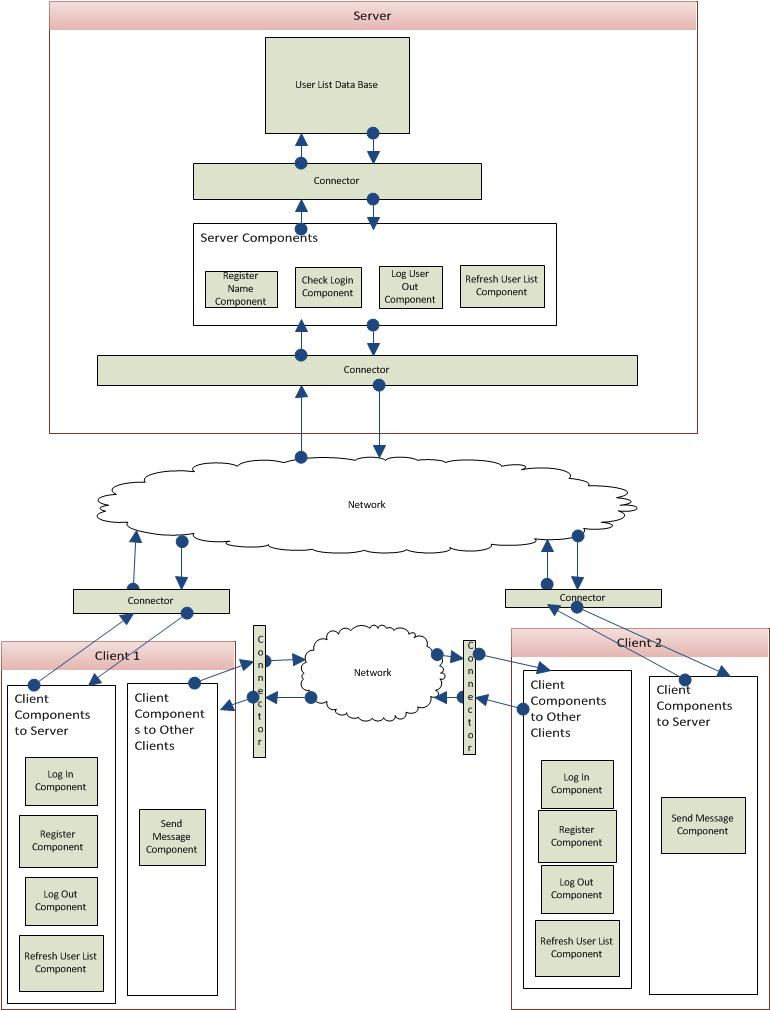 Server
User List Data Base
Connector
Server Components
Register
Name
Component
Check Login
Component
Log User
Out
Component
Refresh User List
Component
Connector
Network
Connector
Connector
Client 1
Connector
Network
Connector
Client 2
Client
Components
to Server
Log In
Component
Register
Component
Log Out
Component
Refresh User List
Component
Client
Component
s to Other
Clients
Send
Message
Component
Client
Components
to Other
Clients
Log In
Component
Register
Component
Log Out
Component
Refresh User List
Component
Client
Components
to Server
Send Message
Component